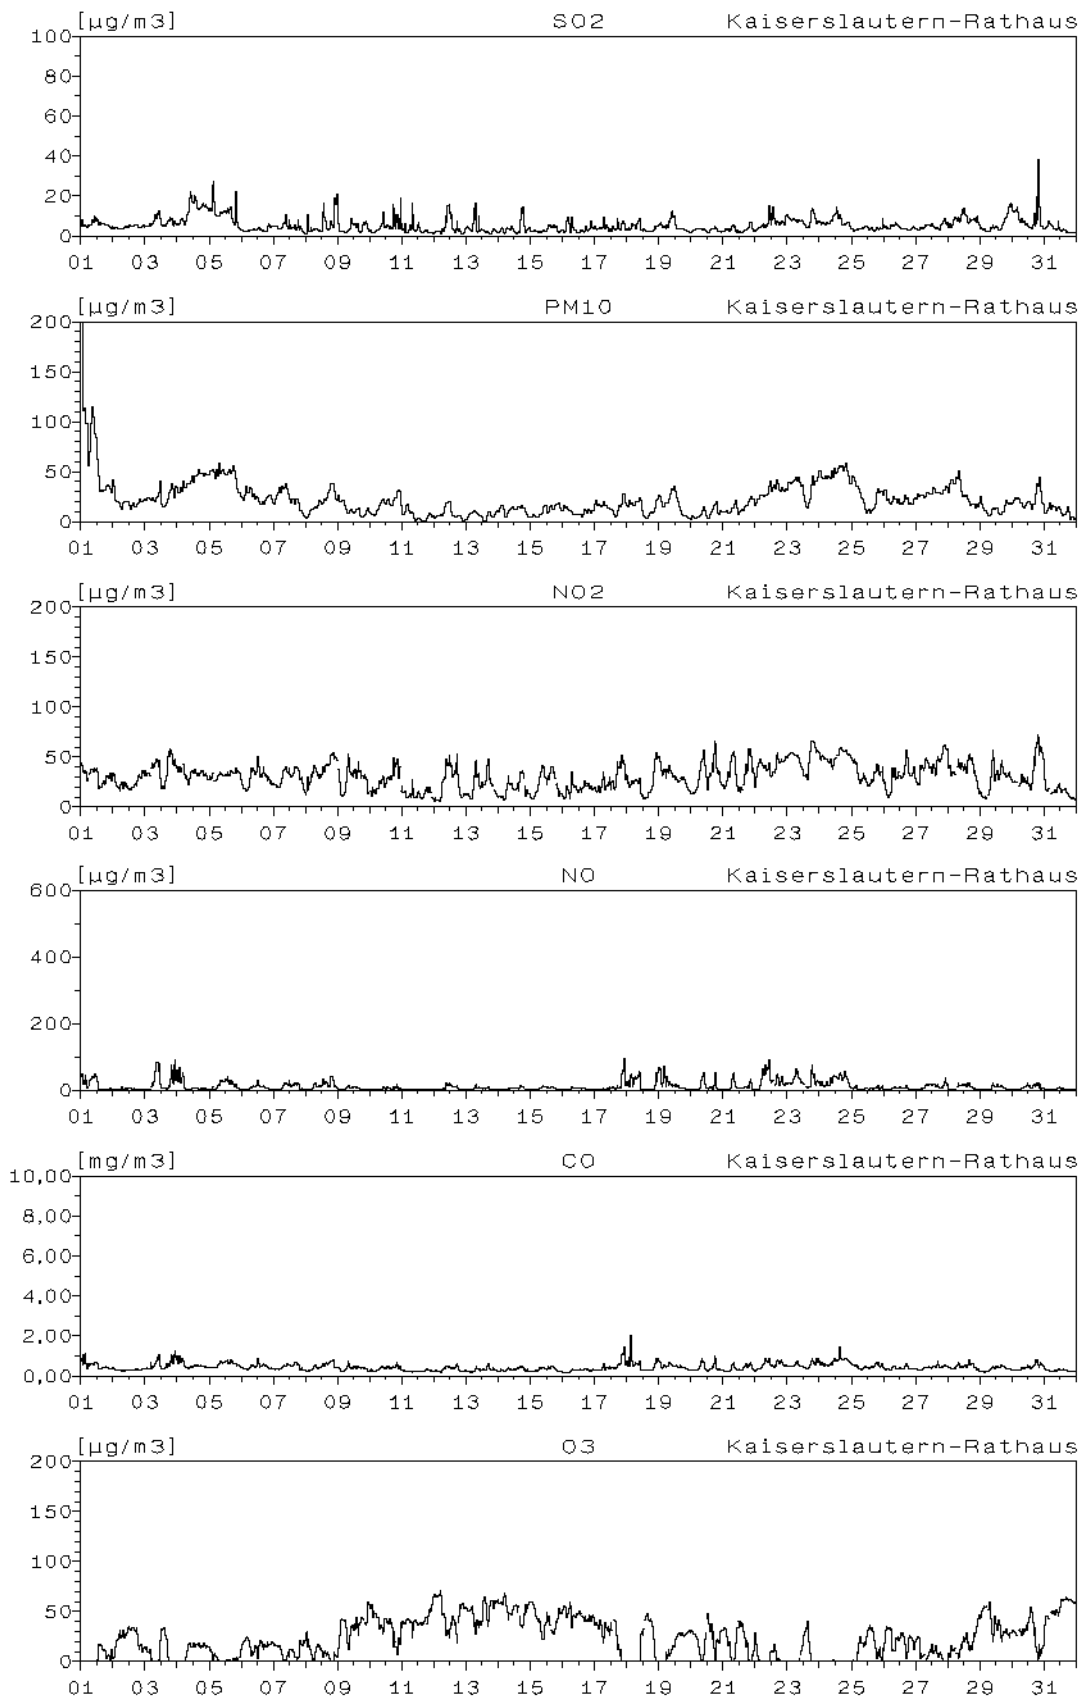 [µg/m3] SO2 Kaiserslautern-Rathaus
100
80
60
40
20
0
01 03 05 07 09 11 13 15 17 19 21 23 25 27 29 31
[µg/m3] PM10 Kaiserslautern-Rathaus
200
150
100
50
0
01 03 05 07 09 11 13 15 17 19 21 23 25 27 29 31
[µg/m3] NO2 Kaiserslautern-Rathaus
200
150
100
50
0
01 03 05 07 09 11 13 15 17 19 21 23 25 27 29 31
[µg/m3] NO Kaiserslautern-Rathaus
600
400
200
0
01 03 05 07 09 11 13 15 17 19 21 23 25 27 29 31
[mg/m3] CO Kaiserslautern-Rathaus
10,00
8,00
6,00
4,00
2,00
0,00
01 03 05 07 09 11 13 15 17 19 21 23 25 27 29 31
[µg/m3] O3 Kaiserslautern-Rathaus
200
150
100
50
0
01 03 05 07 09 11 13 15 17 19 21 23 25 27 29 31